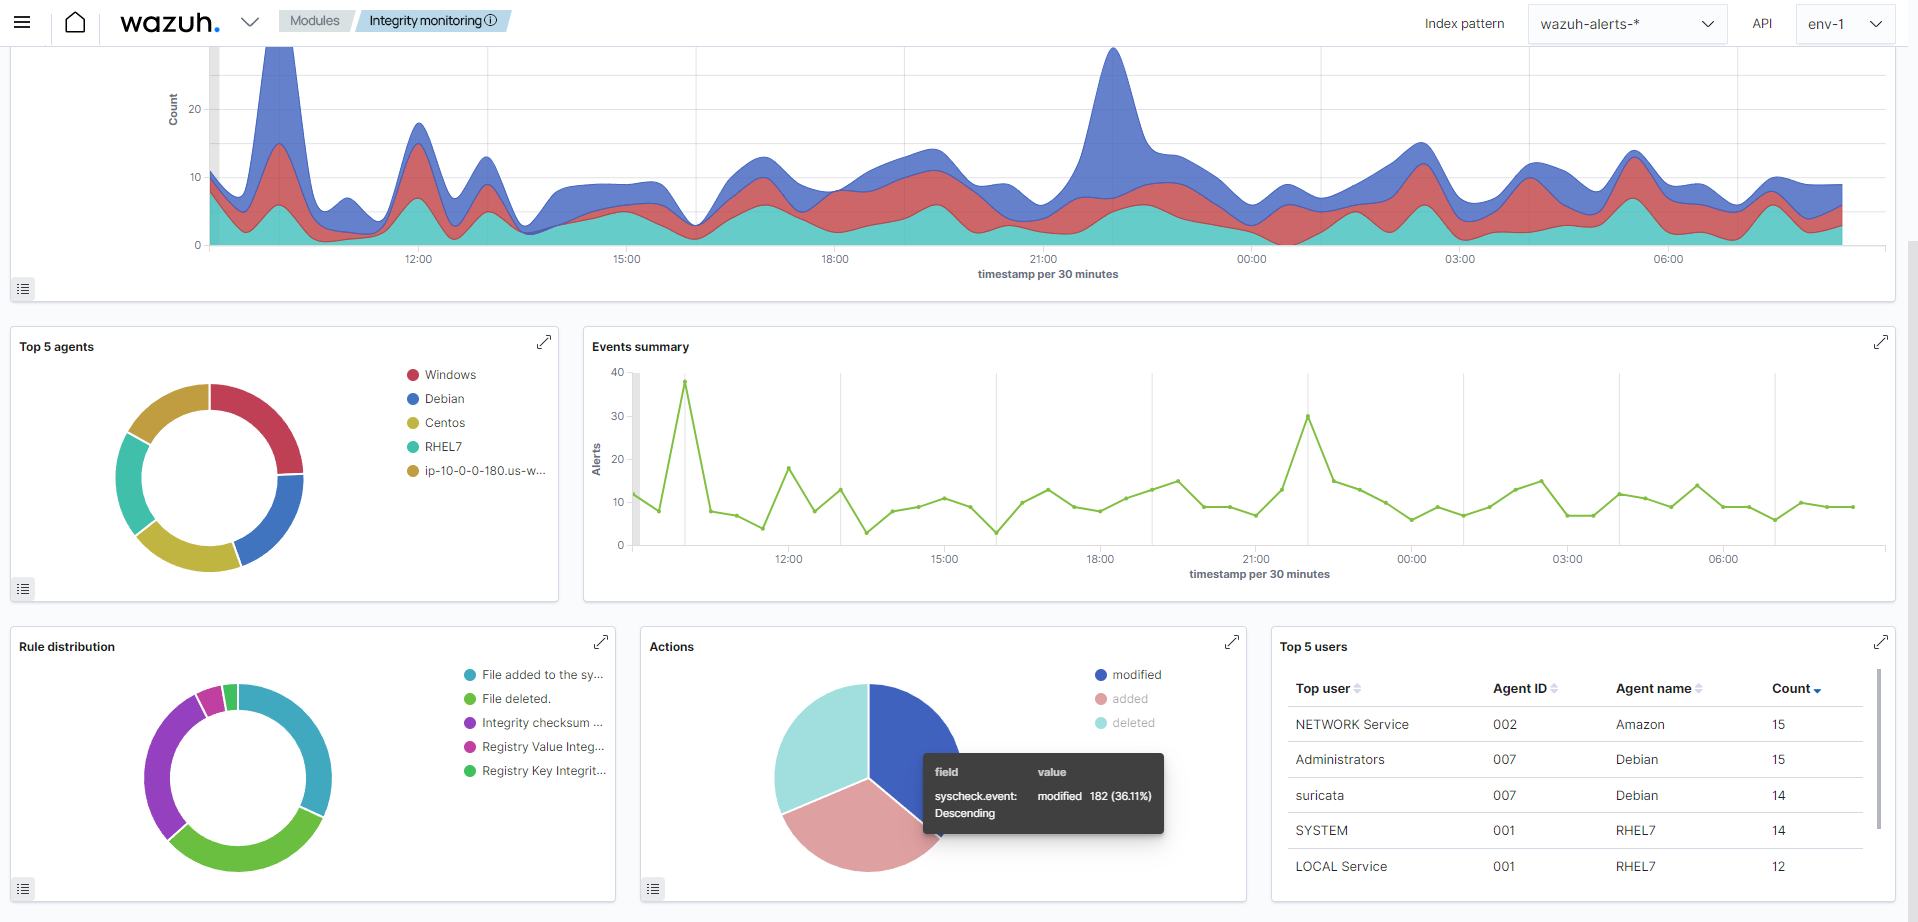 wazuh.
Modules
Integrity monitoring
Index pattern
wazuh-alerts-*
API
env-1
Count
20
10
0
12:00 15:00 18:00 21:00 00:00 03:00 06:00
timestamp per 30 minutes
Top 5 agents
Windows
Debian
Centos
RHEL7
ip-10-0-0-180.us-w...
Events summary
Alerts
40
30
20
10
0
12:00 15:00 18:00 21:00 00:00 03:00 06:00
timestamp per 30 minutes
Rule distribution
File added to the sy...
File deleted.
Integrity checksum ...
Registry Value Integ...
Registry Key Integrit...
Actions
modified
added
deleted
field value
syscheck.event: modified 182 (36.11%)
Descending
Top 5 users
Top user Agent ID Agent name Count
NETWORK Service 002 Amazon 15
Administrators 007 Debian 15
suricata 007 Debian 14
SYSTEM 001 RHEL7 14
LOCAL Service 001 RHEL7 12